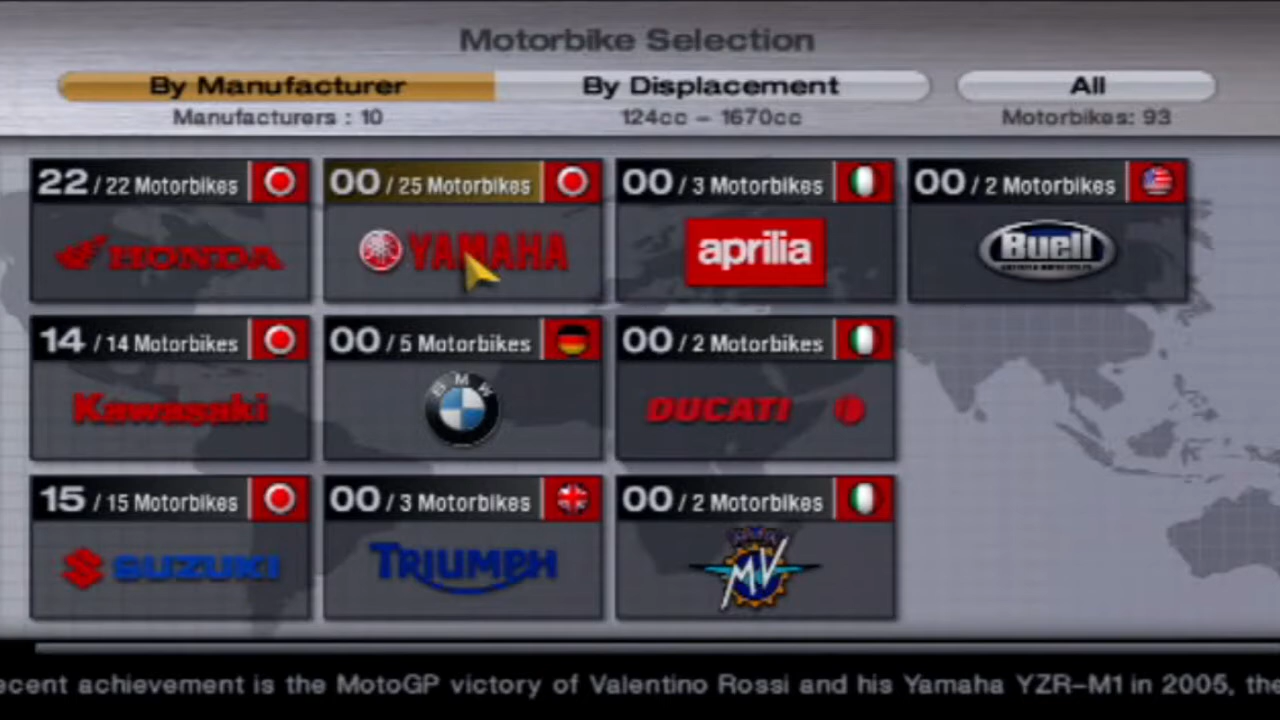 Motorbike Selection
By Manufacturer By Displacement All
Manufacturers : 10 124cc – 1670cc Motorbikes: 93
22 / 22 Motorbikes 00 / 25 Motorbikes 00 / 3 Motorbikes 00 / 2 Motorbikes
HONDA YAMAHA aprilia Buell
14 / 14 Motorbikes 00 / 5 Motorbikes 00 / 2 Motorbikes
Kawasaki BMW DUCATI
15 / 15 Motorbikes 00 / 3 Motorbikes 00 / 2 Motorbikes
SUZUKI TRIUMPH MV
ecent achievement is the MotoGP victory of Valentino Rossi and his Yamaha YZR–M1 in 2005, the